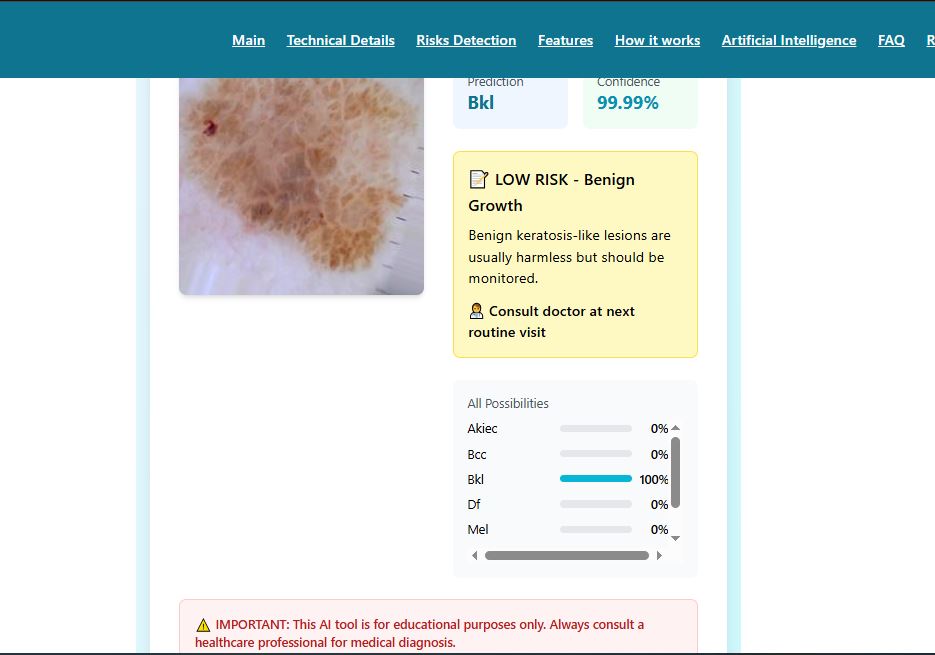 Main Technical Details Risks Detection Features How it works Artificial Intelligence FAQ R
Prediction
Bkl
Confidence
99.99%
LOW RISK - Benign
Growth
Benign keratosis-like lesions are
usually harmless but should be
monitored.
Consult doctor at next
routine visit
All Possibilities
Akiec 0%
Bcc 0%
Bkl 100%
Df 0%
Mel 0%
IMPORTANT: This AI tool is for educational purposes only. Always consult a
healthcare professional for medical diagnosis.